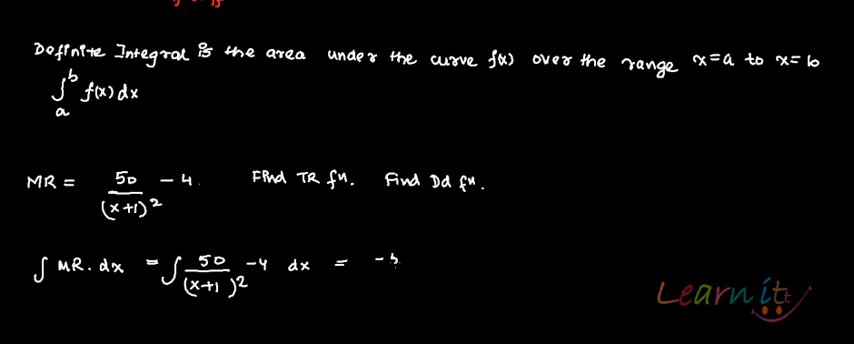 Definite Integral is the area under the curve f(x) over the range x=a to x=b
∫ₐᵇ f(x) dx
MR = 50/(x+1)² - 4. Find TR fn. Find Dd fn.
∫ MR. dx = ∫ 50/(x+1)² -4 dx = -
Learnitt